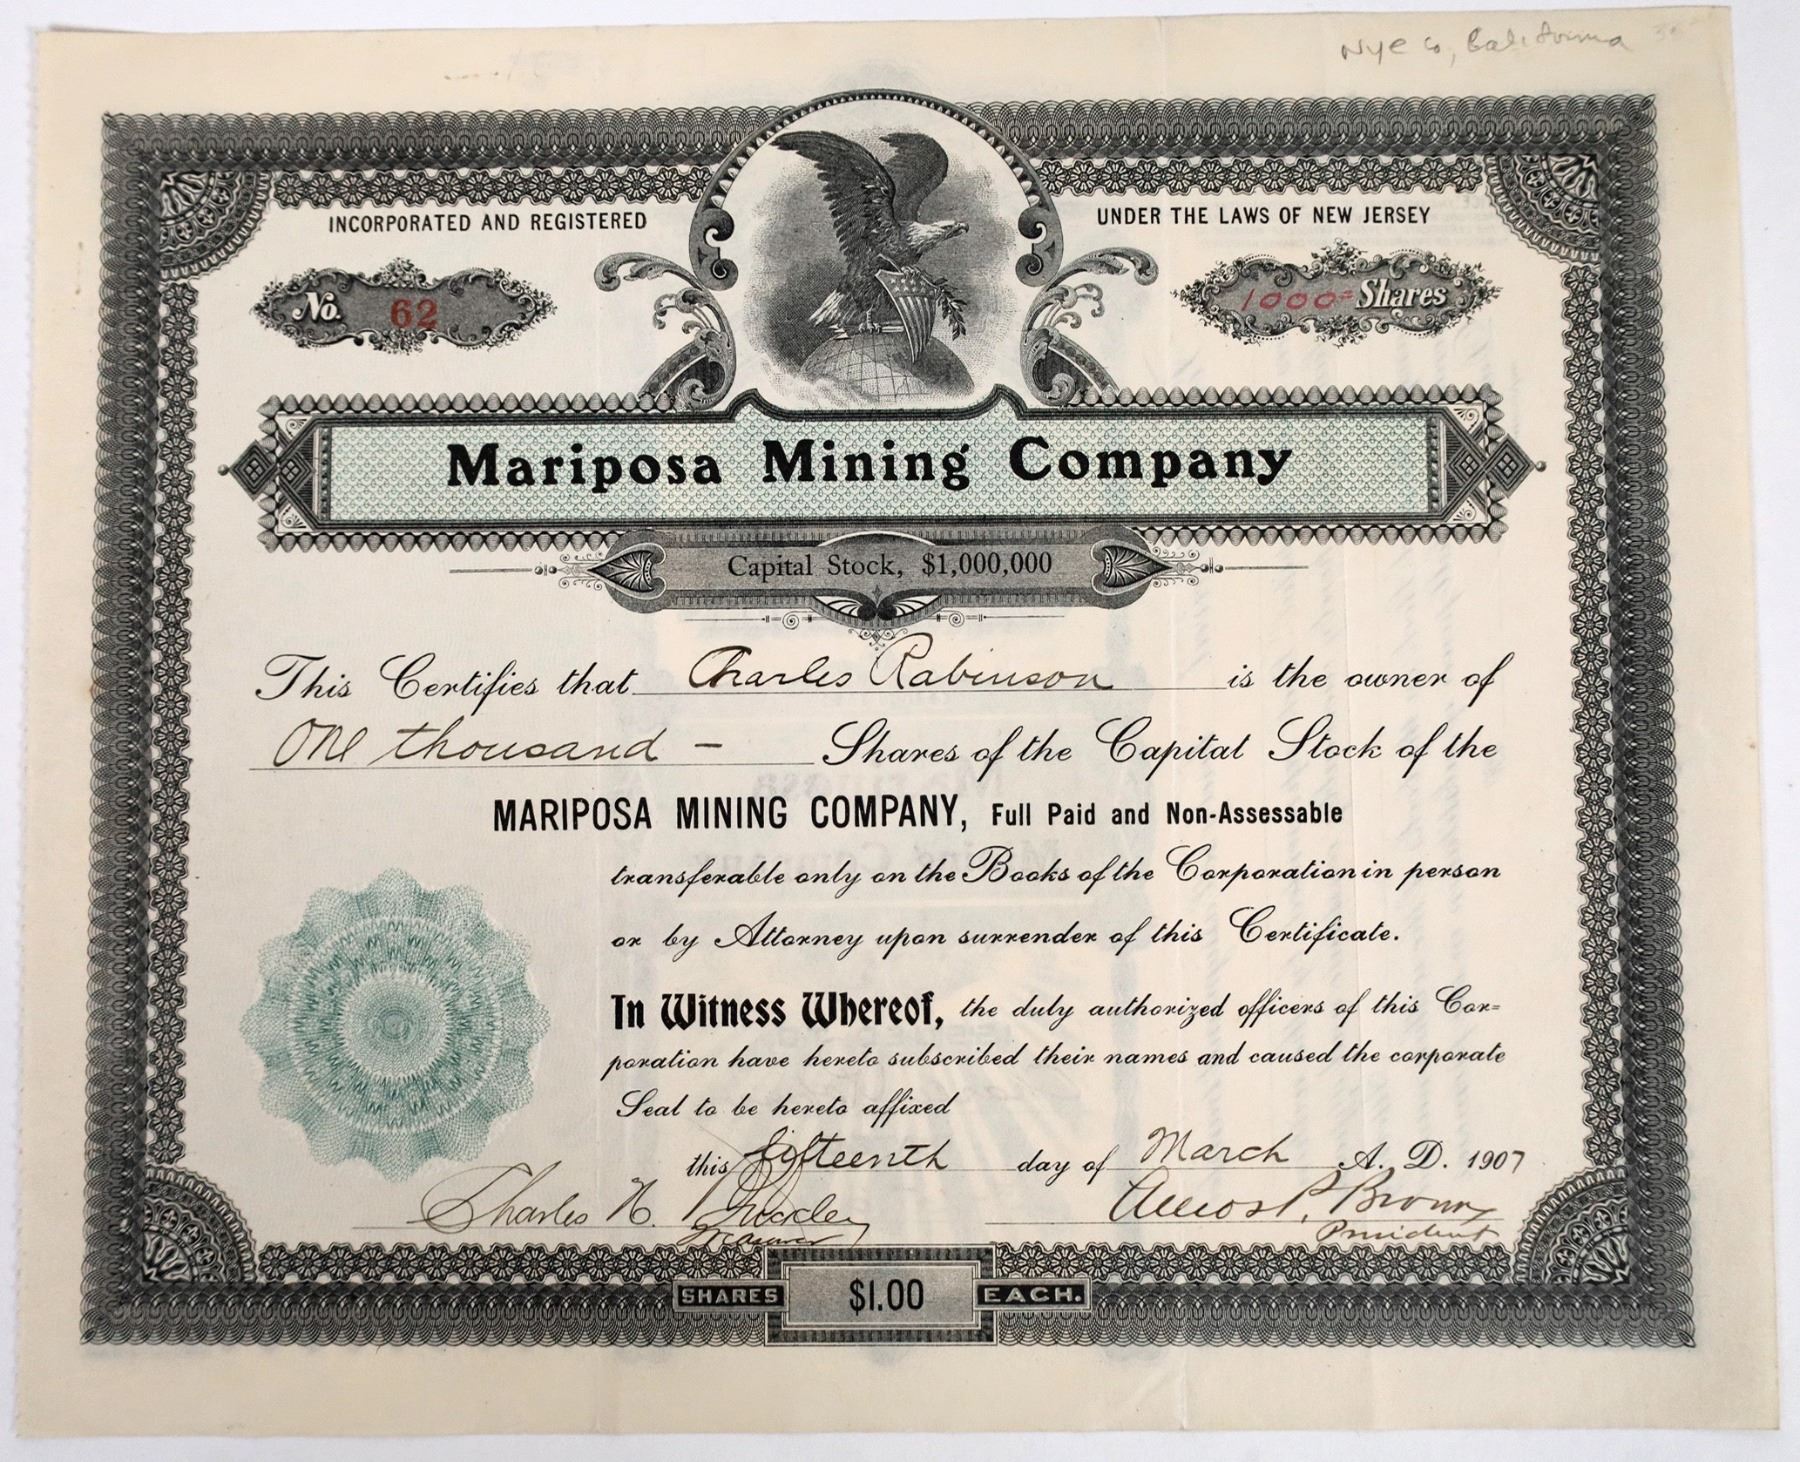 Nye Co, California
INCORPORATED AND REGISTERED
UNDER THE LAWS OF NEW JERSEY
No. 62
1000= Shares
Mariposa Mining Company
Capital Stock, $1,000,000
This Certifies that Charles Rabinson is the owner of
One thousand – Shares of the Capital Stock of the
MARIPOSA MINING COMPANY, Full Paid and Non-Assessable
transferable only on the Books of the Corporation in person
or by Attorney upon surrender of this Certificate.
In Witness Whereof, the duly authorized officers of this Cor=
poration have hereto subscribed their names and caused the corporate
Seal to be hereto affixed
this fifteenth day of March A. D. 1907
Charles N.
Amos P. Brown
Treasurer
President
SHARES $1.00 EACH.